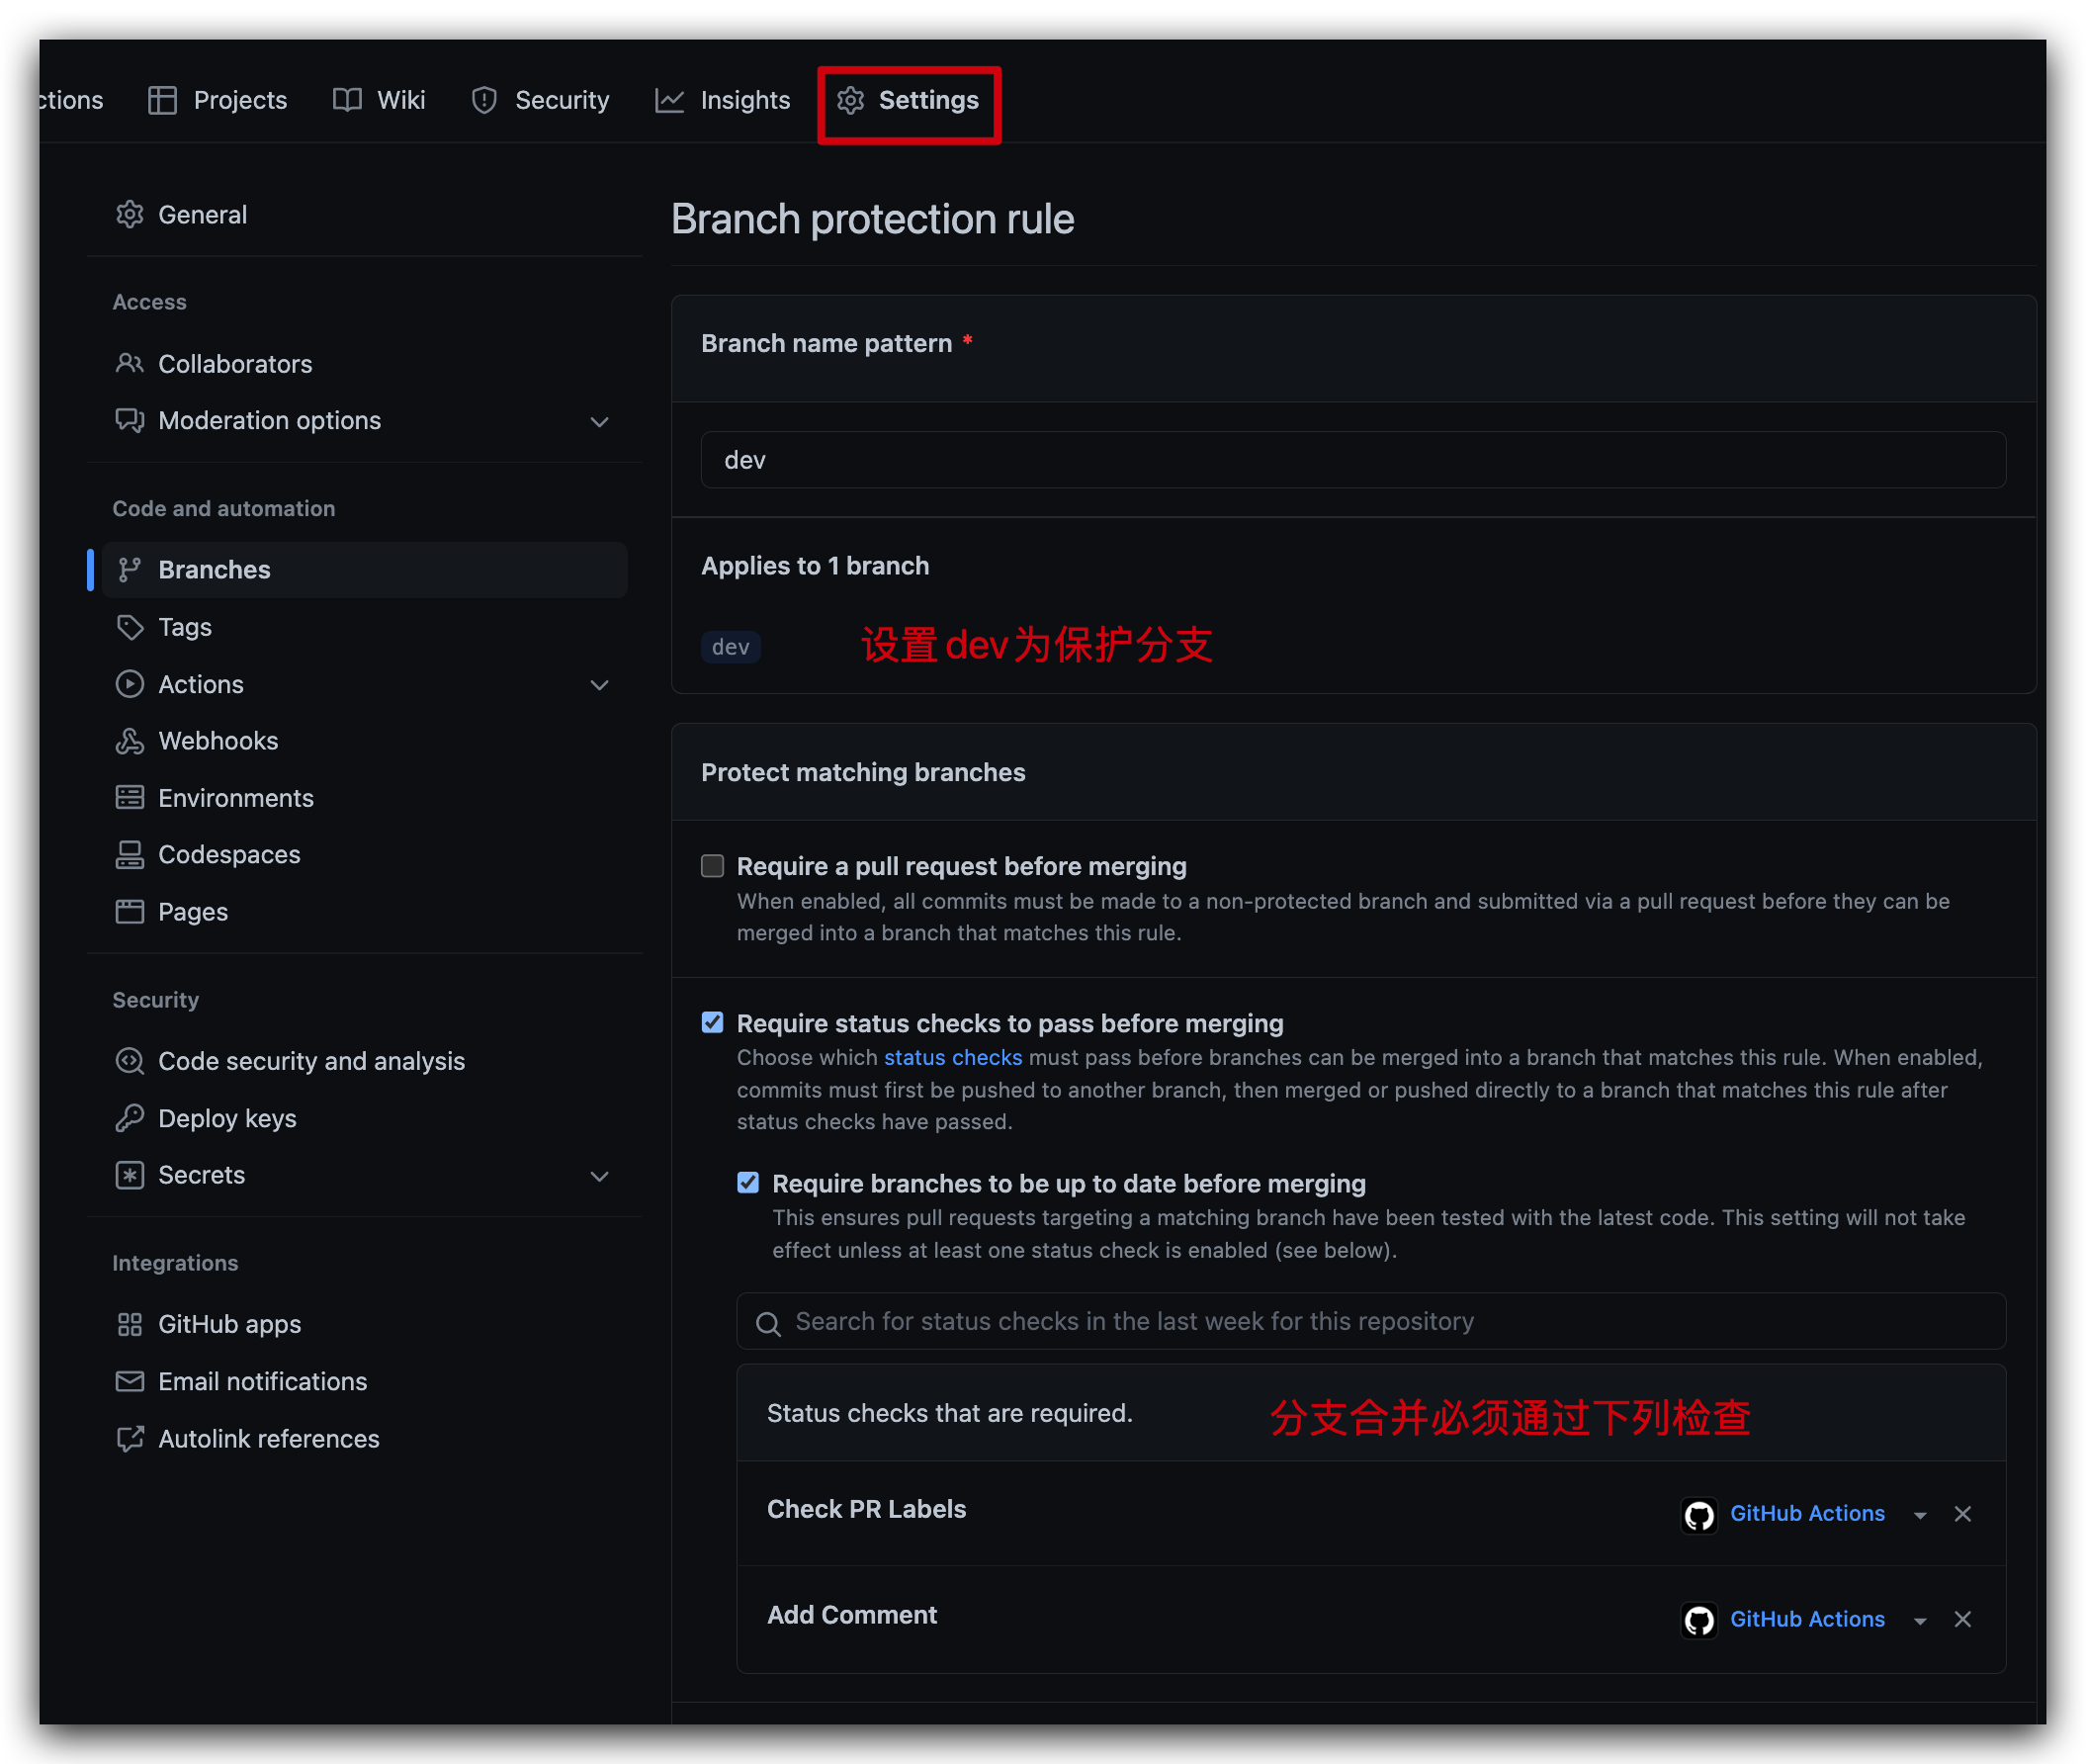 ctions Projects Wiki Security Insights Settings
General
Access
Collaborators
Moderation options
Code and automation
Branches
Tags
Actions
Webhooks
Environments
Codespaces
Pages
Security
Code security and analysis
Deploy keys
Secrets
Integrations
GitHub apps
Email notifications
Autolink references
Branch protection rule
Branch name pattern *
dev
Applies to 1 branch
dev 设置dev为保护分支
Protect matching branches
Require a pull request before merging
When enabled, all commits must be made to a non-protected branch and submitted via a pull request before they can be
merged into a branch that matches this rule.
Require status checks to pass before merging
Choose which status checks must pass before branches can be merged into a branch that matches this rule. When enabled,
commits must first be pushed to another branch, then merged or pushed directly to a branch that matches this rule after
status checks have passed.
Require branches to be up to date before merging
This ensures pull requests targeting a matching branch have been tested with the latest code. This setting will not take
effect unless at least one status check is enabled (see below).
Search for status checks in the last week for this repository
Status checks that are required. 分支合并必须通过下列检查
Check PR Labels GitHub Actions
Add Comment GitHub Actions